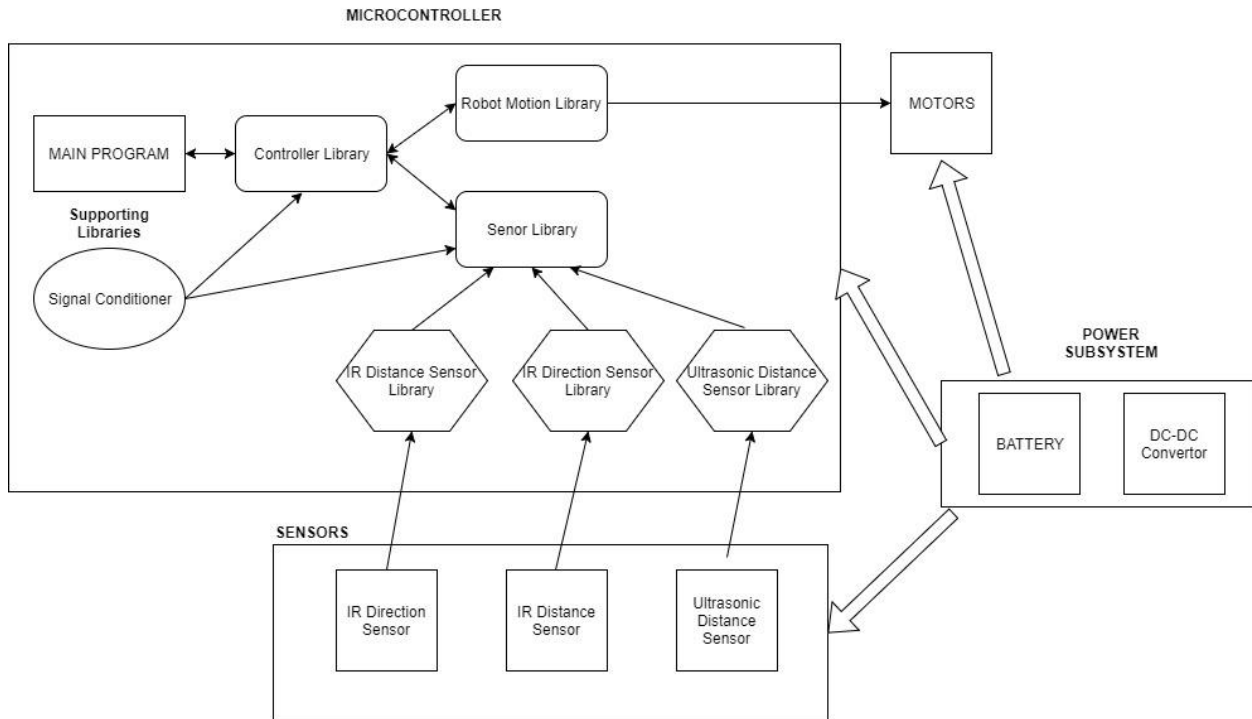 MICROCONTROLLER
Robot Motion Library
MOTORS
MAIN PROGRAM
Controller Library
Supporting
Libraries
Senor Library
Signal Conditioner
IR Distance Sensor
Library
IR Direction Sensor
Library
Ultrasonic Distance
Sensor Library
POWER
SUBSYSTEM
BATTERY
DC-DC
Convertor
SENSORS
IR Direction
Sensor
IR Distance
Sensor
Ultrasonic
Distance
Sensor